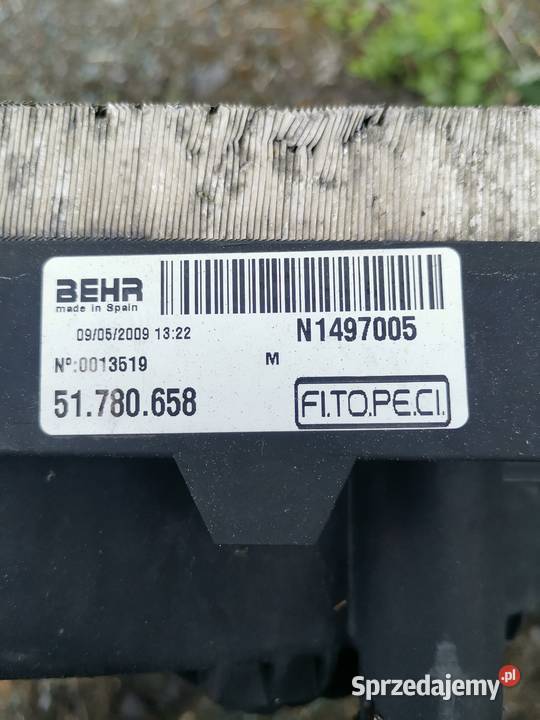 BEHR
made in Spain
09/05/2009 13:22
N1497005
Nº:0013519
M
51.780.658
FI.TO.PE.CI.
Sprzedajemy.pl